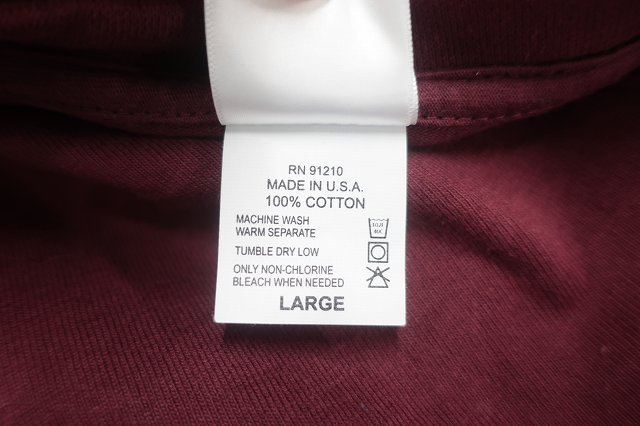 RN 91210
MADE IN U.S.A.
100% COTTON
MACHINE WASH
WARM SEPARATE
TUMBLE DRY LOW
ONLY NON-CHLORINE
BLEACH WHEN NEEDED
LARGE